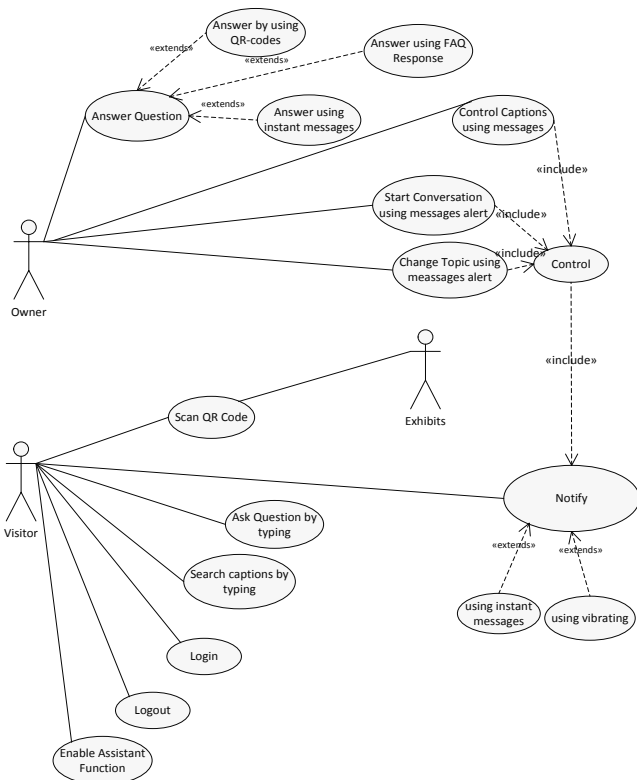 Answer by using
QR-codes
«extends»
Answer using FAQ
Response
«extends»
Answer Question
«extends»
Answer using
instant messages
Control Captions
using messages
«include»
Start Conversation
using messages alert
«include»
Change Topic using
meassages alert
«include»
Control
Owner
«include»
Exhibits
Scan QR Code
Visitor
Notify
Ask Question by
typing
«extends»
«extends»
Search captions by
typing
using instant
messages
using vibrating
Login
Logout
Enable Assistant
Function